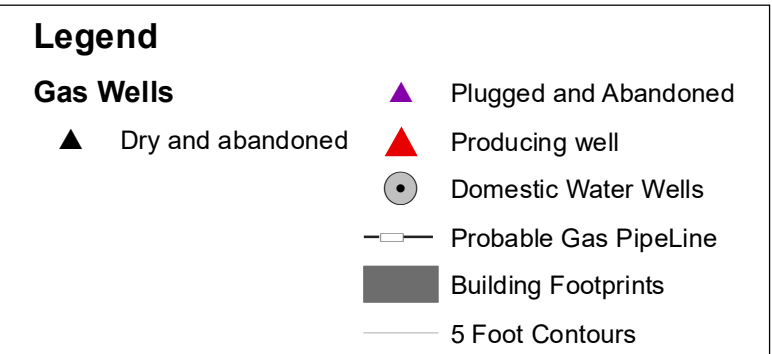 Legend
Gas Wells
Dry and abandoned
Plugged and Abandoned
Producing well
Domestic Water Wells
Probable Gas PipeLine
Building Footprints
5 Foot Contours